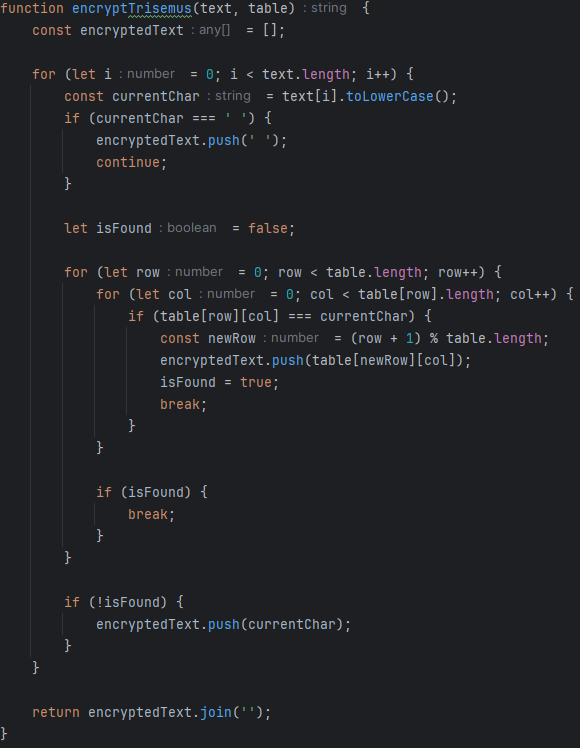 function encryptTrisemus(text, table) : string {
    const encryptedText : any[] = [];

    for (let i : number = 0; i < text.length; i++) {
        const currentChar : string = text[i].toLowerCase();
        if (currentChar === ' ') {
            encryptedText.push(' ');
            continue;
        }

        let isFound : boolean = false;

        for (let row : number = 0; row < table.length; row++) {
            for (let col : number = 0; col < table[row].length; col++) {
                if (table[row][col] === currentChar) {
                    const newRow : number = (row + 1) % table.length;
                    encryptedText.push(table[newRow][col]);
                    isFound = true;
                    break;
                }
            }

            if (isFound) {
                break;
            }
        }

        if (!isFound) {
            encryptedText.push(currentChar);
        }
    }

    return encryptedText.join('');
}